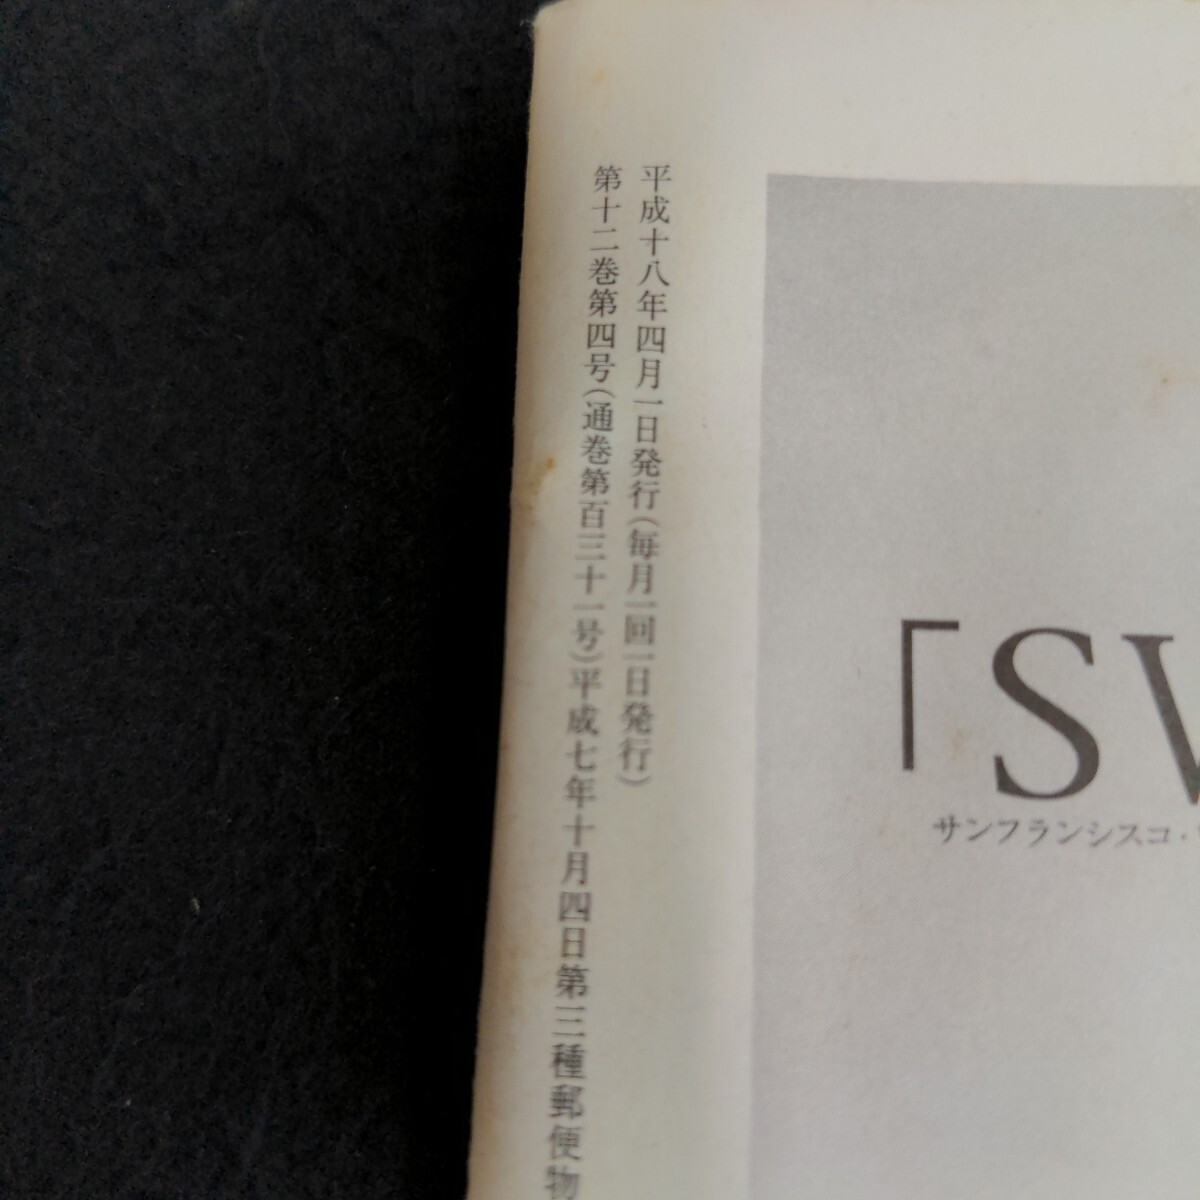 平成十八年四月一日発行(毎月一回一日発行)
第十二巻第四号(通巻第百三十一号)平成七年十月四日第三種郵便物
「SV
サンフランシスコ・